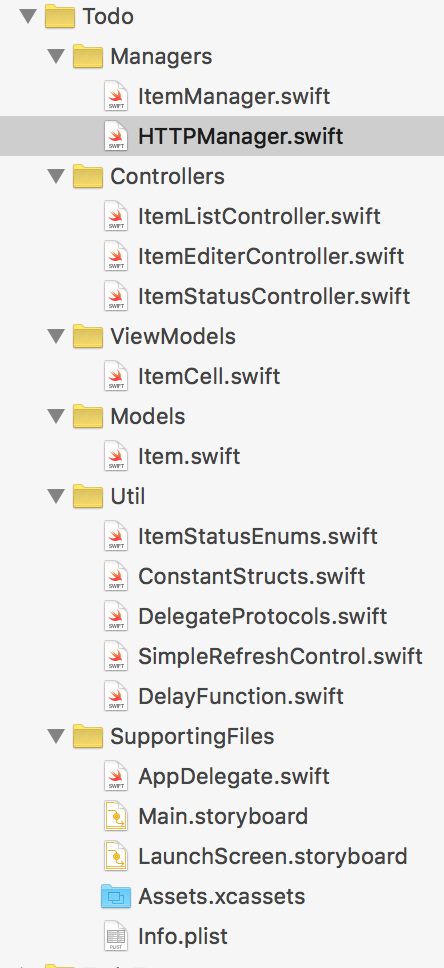 Todo
Managers
ItemManager.swift
HTTPManager.swift
Controllers
ItemListController.swift
ItemEditerController.swift
ItemStatusController.swift
ViewModels
ItemCell.swift
Models
Item.swift
Util
ItemStatusEnums.swift
ConstantStructs.swift
DelegateProtocols.swift
SimpleRefreshControl.swift
DelayFunction.swift
SupportingFiles
AppDelegate.swift
Main.storyboard
LaunchScreen.storyboard
Assets.xcassets
Info.plist